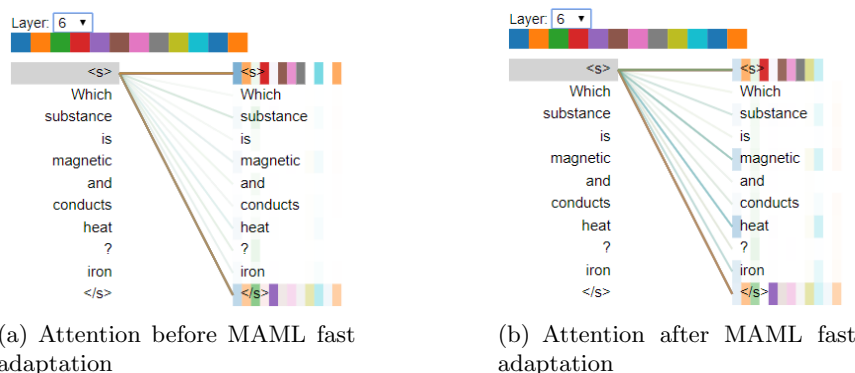 Layer: 6
<s> <s>
Which Which
substance substance
is is
magnetic magnetic
and and
conducts conducts
heat heat
? ?
iron iron
</s> </s>
(a) Attention before MAML fast
adaptation
Layer: 6
<s> <s>
Which Which
substance substance
is is
magnetic magnetic
and and
conducts conducts
heat heat
? ?
iron iron
</s> </s>
(b) Attention after MAML fast
adaptation